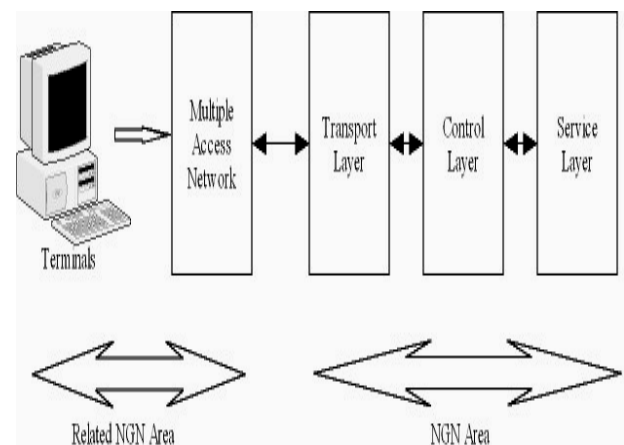 Terminals
Multiple
Access
Network
Transport
Layer
Control
Layer
Service
Layer
Related NGN Area
NGN Area